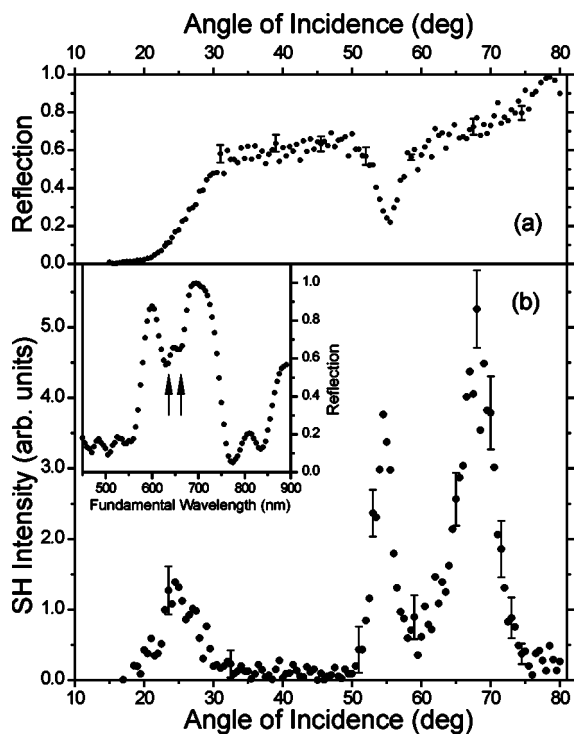 Angle of Incidence (deg)
10 20 30 40 50 60 70 80
1.0
0.8
0.6
0.4
0.2
0.0
Reflection
(a)
5.0
4.0
3.0
2.0
1.0
0.0
SH Intensity (arb. units)
(b)
1.0
0.8
0.6
0.4
0.2
0.0
Reflection
500 600 700 800 900
Fundamental Wavelength (nm)
10 20 30 40 50 60 70 80
Angle of Incidence (deg)